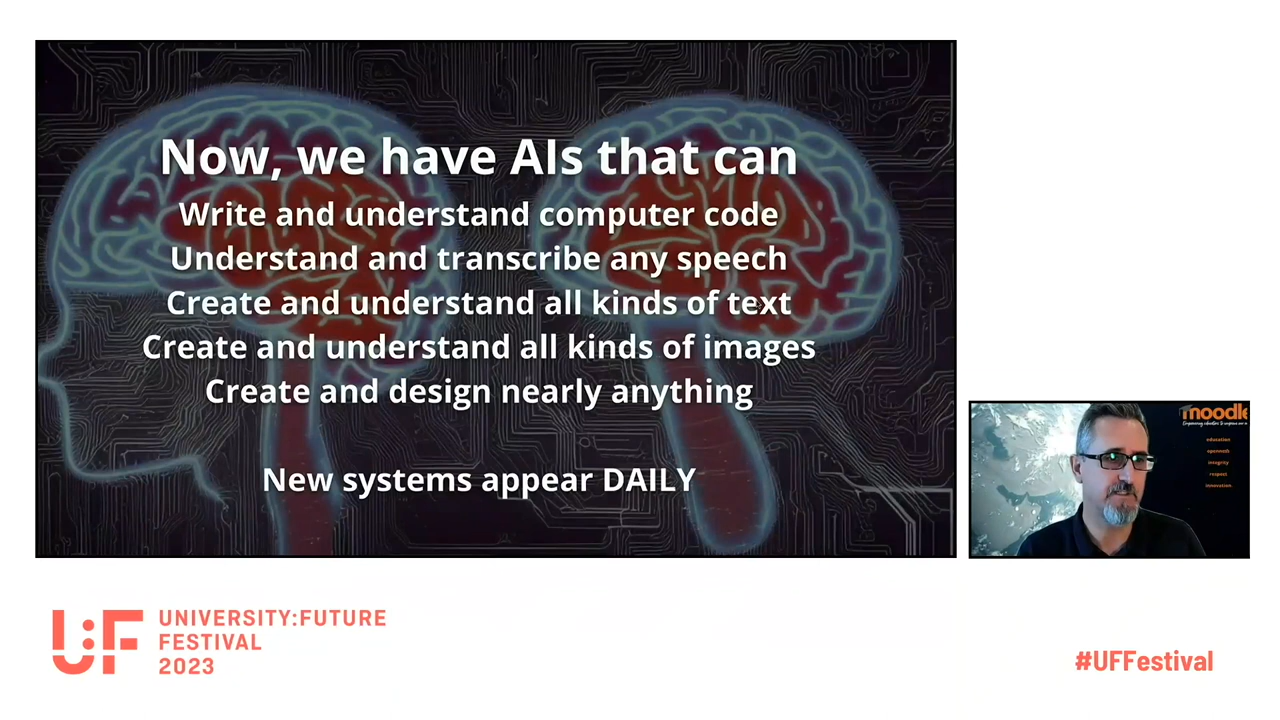 Now, we have AIs that can
Write and understand computer code
Understand and transcribe any speech
Create and understand all kinds of text
Create and understand all kinds of images
Create and design nearly anything
New systems appear DAILY
moodle
education
openness
integrity
respect
innovation
U:F
UNIVERSITY:FUTURE
FESTIVAL
2023
#UFFestival